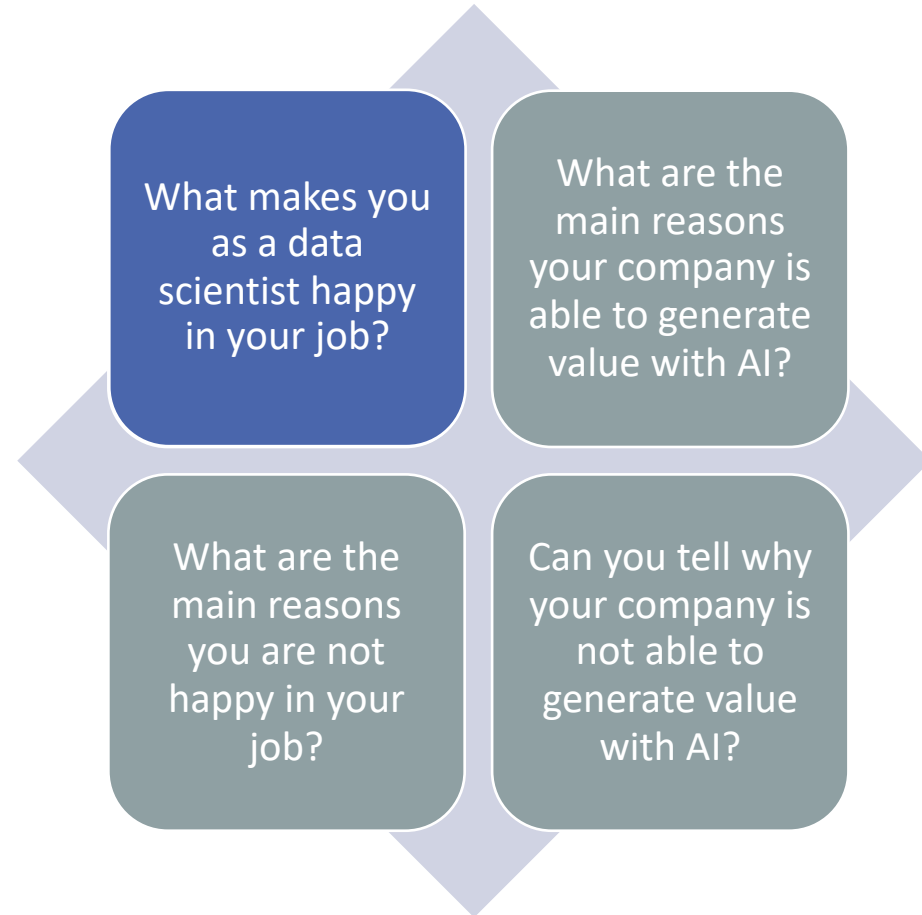 What makes you
as a data
scientist happy
in your job?
What are the
main reasons
your company is
able to generate
value with AI?
What are the
main reasons
you are not
happy in your
job?
Can you tell why
your company is
not able to
generate value
with AI?